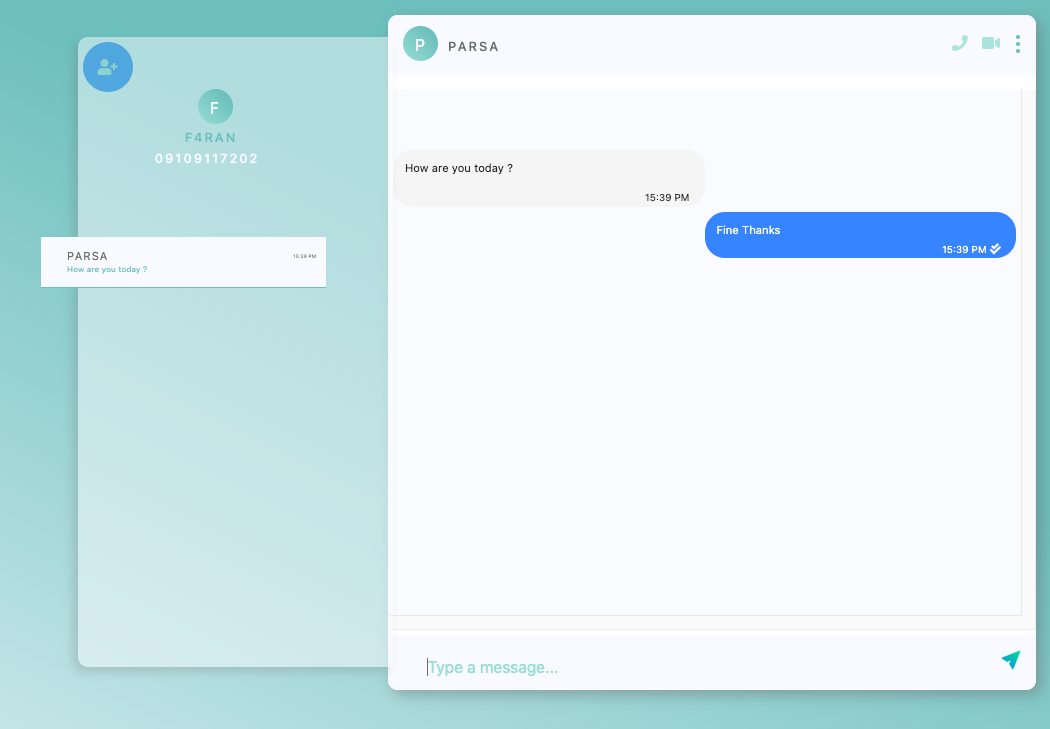 F
F4RAN
09109117202
PARSA
15:39 PM
How are you today ?
P
PARSA
How are you today ?
15:39 PM
Fine Thanks
15:39 PM
Type a message...